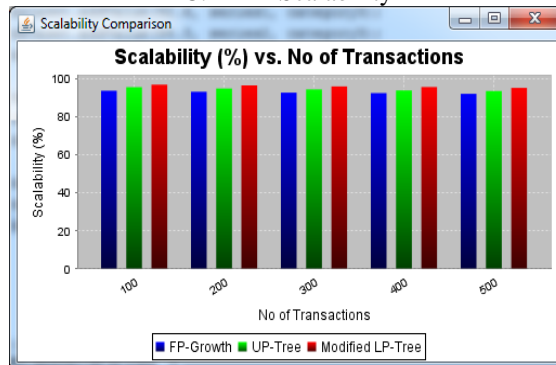 Scalability Comparison
Scalability (%) vs. No of Transactions
Scalability (%)
100
80
60
40
20
0
100
200
300
400
500
No of Transactions
FP-Growth UP-Tree Modified LP-Tree